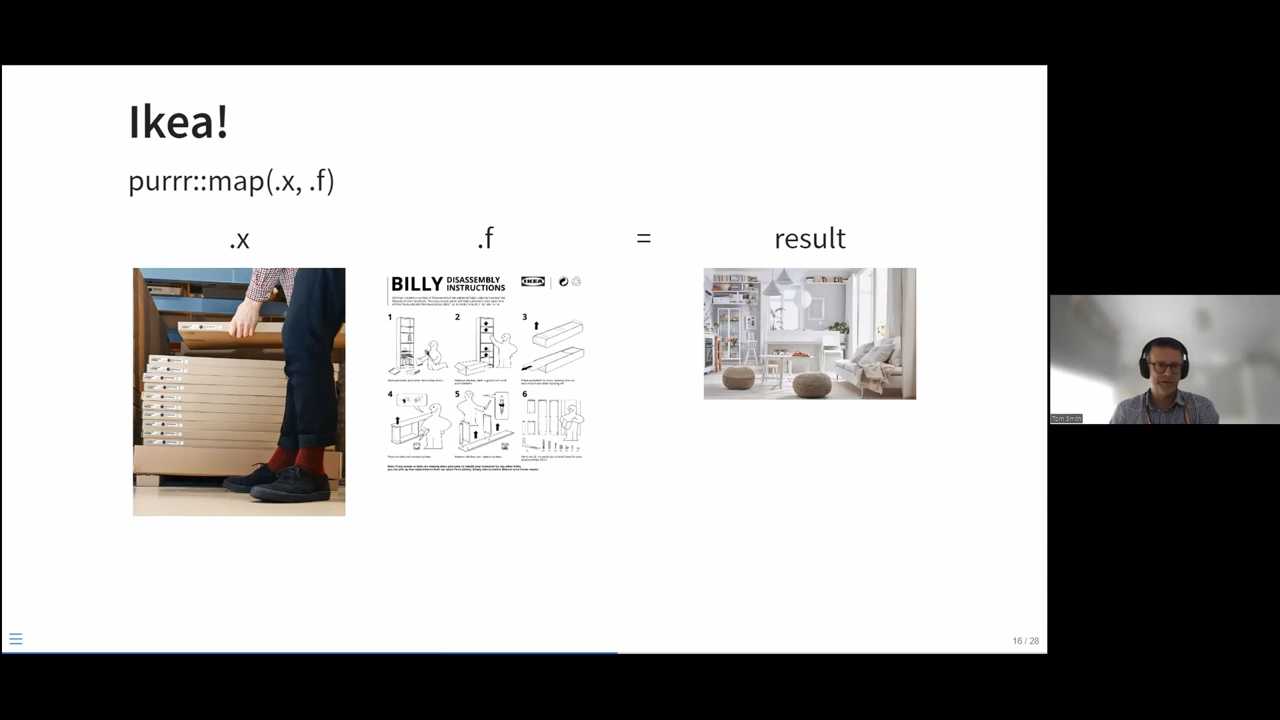 Ikea!
purrr::map(.x, .f)
.x
.f
=
result
BILLY DISASSEMBLY INSTRUCTIONS
IKEA
1
2
3
4
5
6
Tom Smith
16 / 28